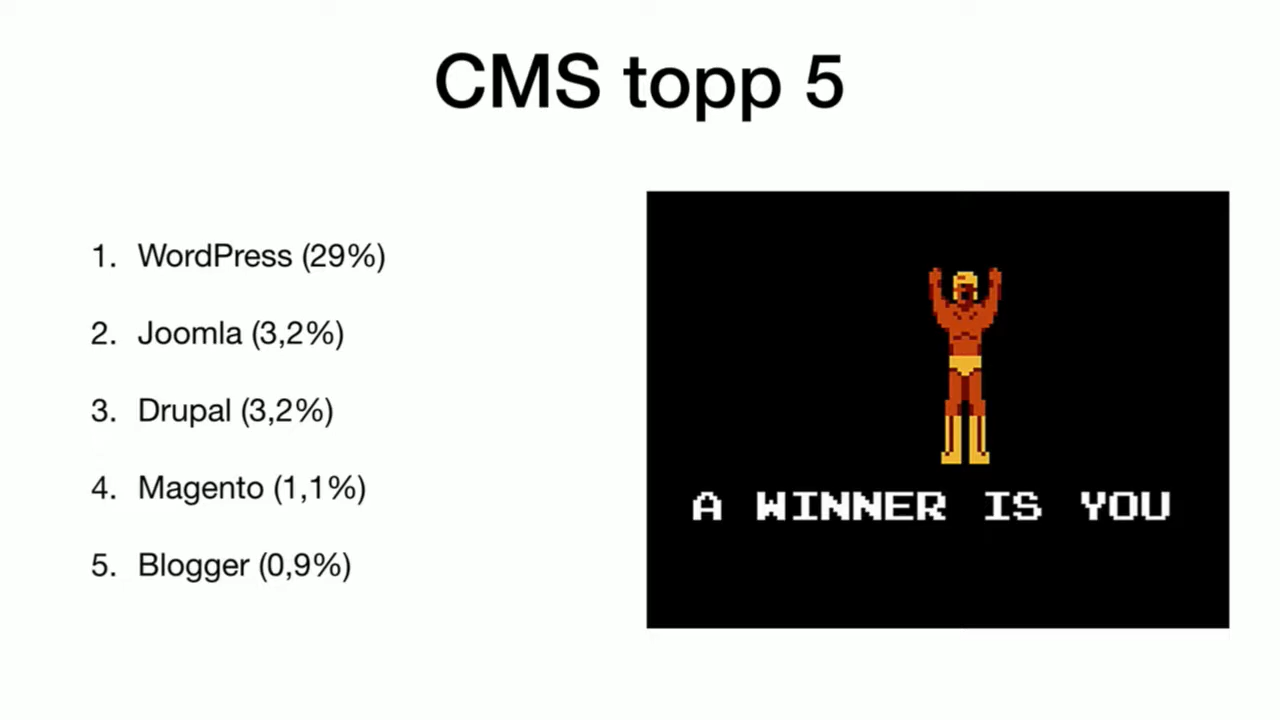 CMS topp 5
1. WordPress (29%)
2. Joomla (3,2%)
3. Drupal (3,2%)
4. Magento (1,1%)
5. Blogger (0,9%)
A WINNER IS YOU